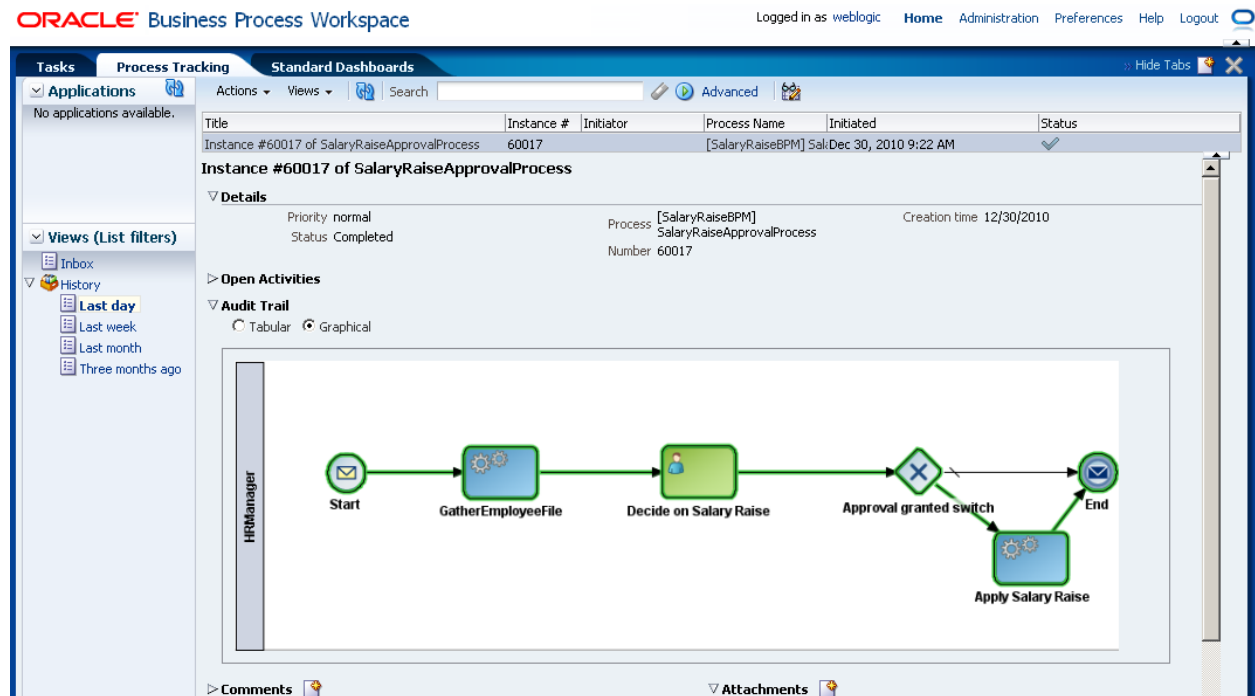 ORACLE Business Process Workspace
Logged in as weblogic Home Administration Preferences Help Logout
Tasks Process Tracking Standard Dashboards
:: Hide Tabs
Applications
No applications available.
Views (List filters)
Inbox
History
Last day
Last week
Last month
Three months ago
Actions Views Search Advanced
Title Instance # Initiator Process Name Initiated Status
Instance #60017 of SalaryRaiseApprovalProcess 60017 [SalaryRaiseBPM] Sal Dec 30, 2010 9:22 AM
Instance #60017 of SalaryRaiseApprovalProcess
Details
Priority normal
Status Completed
Process [SalaryRaiseBPM]
SalaryRaiseApprovalProcess
Number 60017
Creation time 12/30/2010
Open Activities
Audit Trail
Tabular Graphical
HRManager
Start
GatherEmployeeFile
Decide on Salary Raise
Approval granted switch
End
Apply Salary Raise
Comments
Attachments